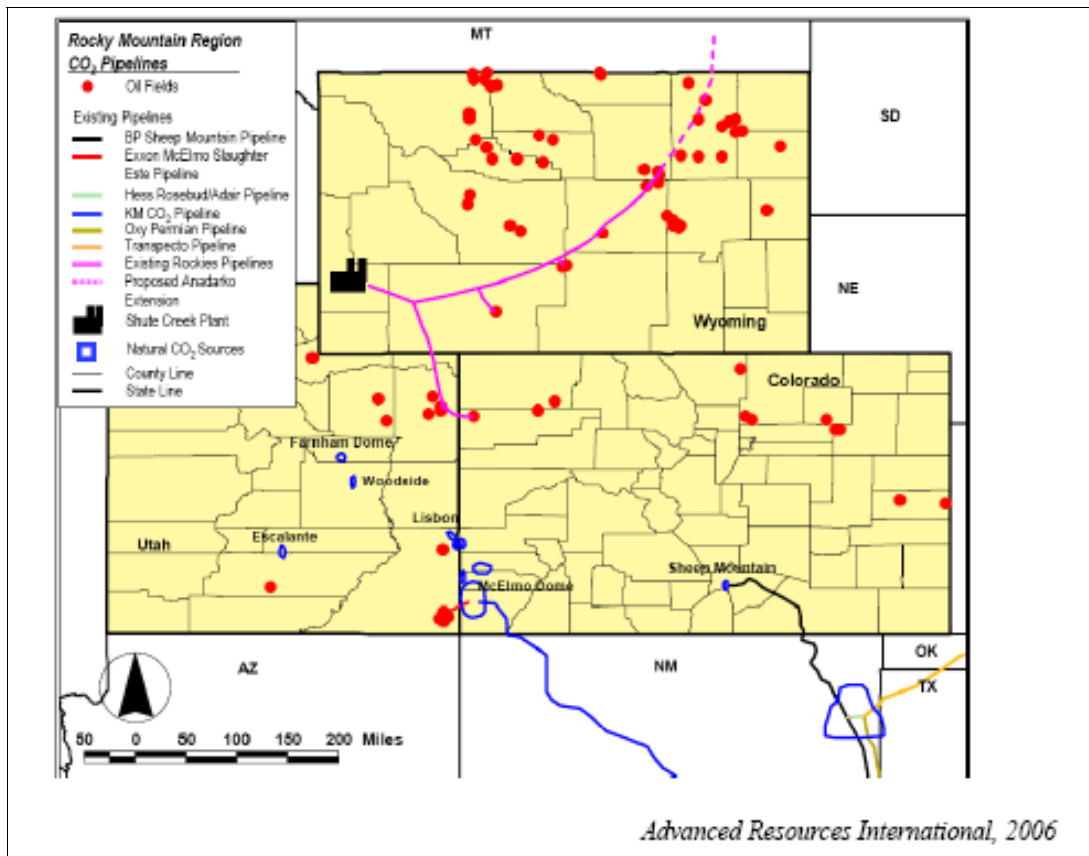 Rocky Mountain Region
CO₂ Pipelines
Oil Fields
Existing Pipelines
BP Sheep Mountain Pipeline
Exxon McElmo Slaughter
Este Pipeline
Hess Rosebud/Adair Pipeline
KM CO₂ Pipeline
Oxy Permian Pipeline
Transpecto Pipeline
Existing Rockies Pipelines
Proposed Anadarko
Extension
Shute Creek Plant
Natural CO₂ Sources
County Line
State Line
MT
SD
NE
Wyoming
Colorado
Farnham Dome
Woodside
Lisbon
Escalante
Utah
Sheep Mountain
McElmo Dome
AZ
NM
OK
TX
50 0 50 100 150 200 Miles
Advanced Resources International, 2006